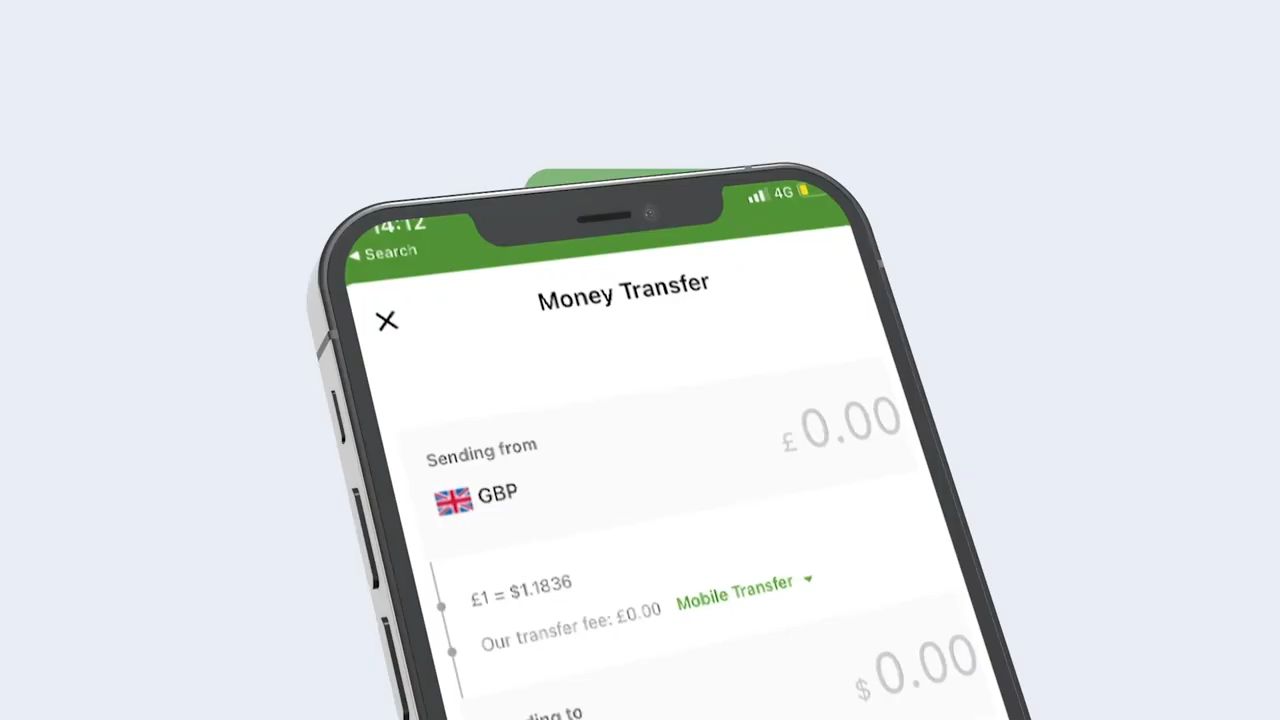 14:12
4G
Search
Money Transfer
Sending from
£ 0.00
GBP
£1 = $1.1836
Our transfer fee: £0.00 Mobile Transfer
$ 0.00
to